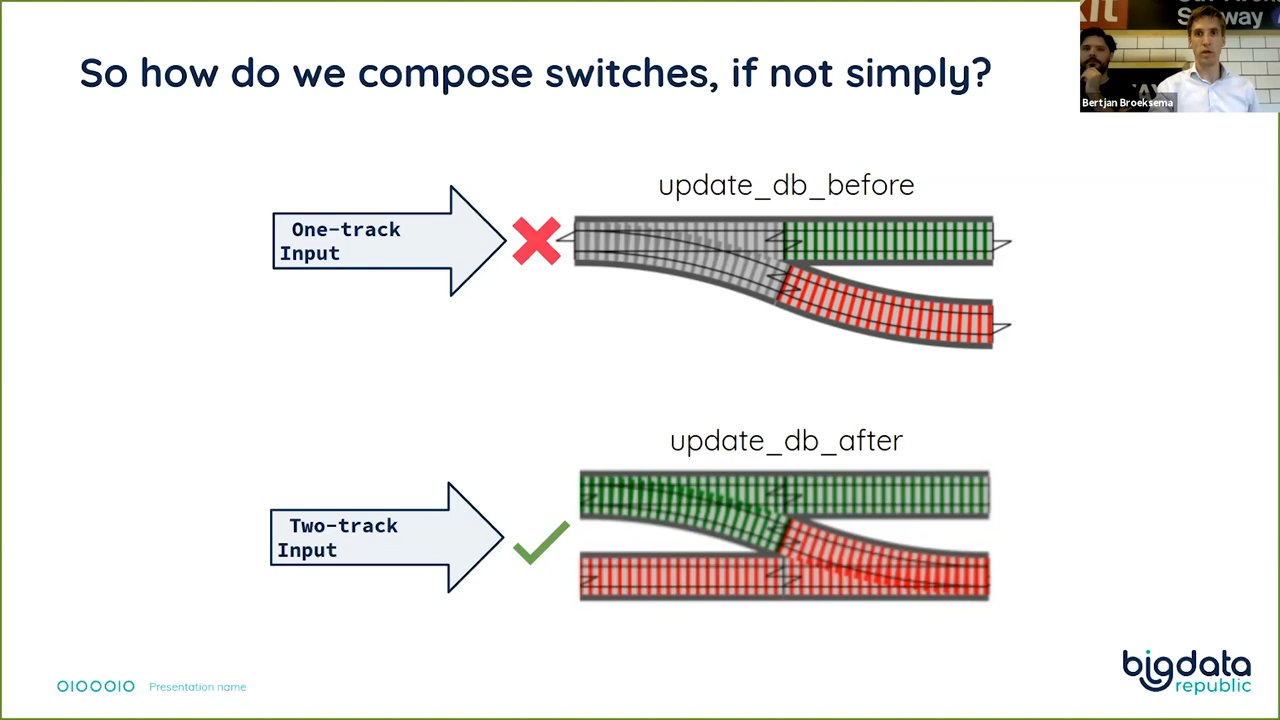 So how do we compose switches, if not simply?
Bertjan Broeksema
update_db_before
One-track
Input
update_db_after
Two-track
Input
OIOOOIO
Presentation name
bigdata
republic